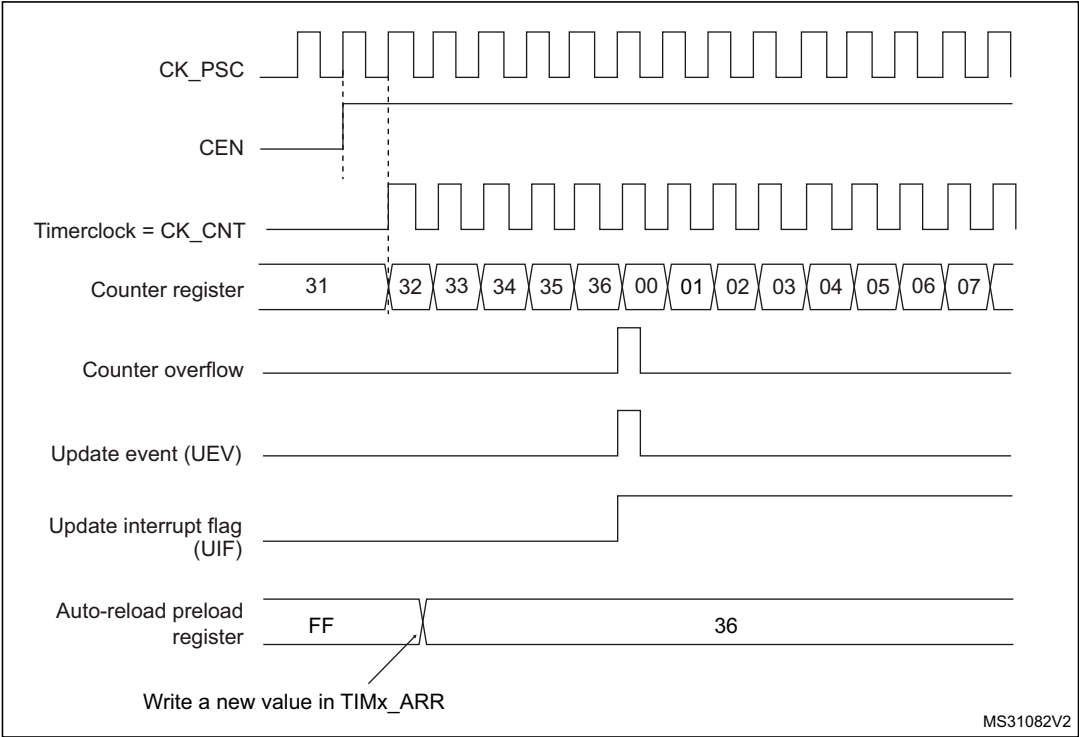 CK_PSC
CEN
Timerclock = CK_CNT
Counter register
31 32 33 34 35 36 00 01 02 03 04 05 06 07
Counter overflow
Update event (UEV)
Update interrupt flag
(UIF)
Auto-reload preload
register
FF 36
Write a new value in TIMx_ARR
MS31082V2